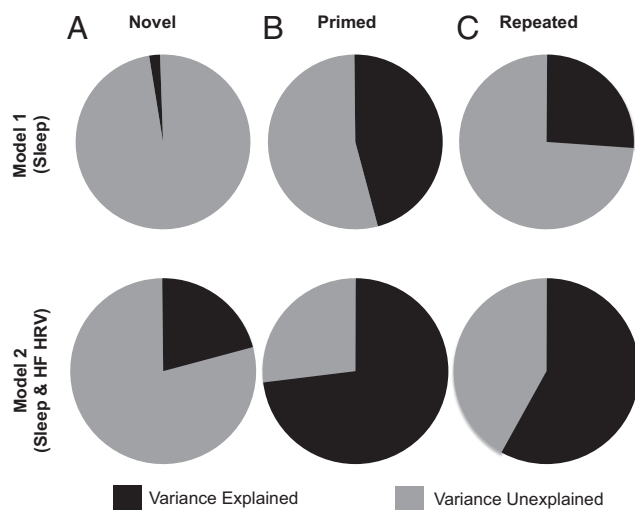 A Novel
B Primed
C Repeated
Model 1
(Sleep)
Model 2
(Sleep & HF HRV)
Variance Explained
Variance Unexplained